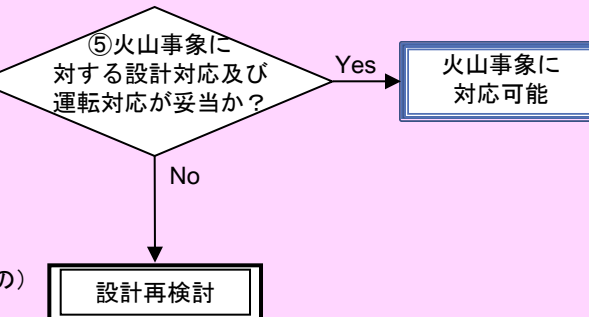 ⑤火山事象に
対する設計対応及び
運転対応が妥当か？
Yes
火山事象に
対応可能
No
の）
設計再検討